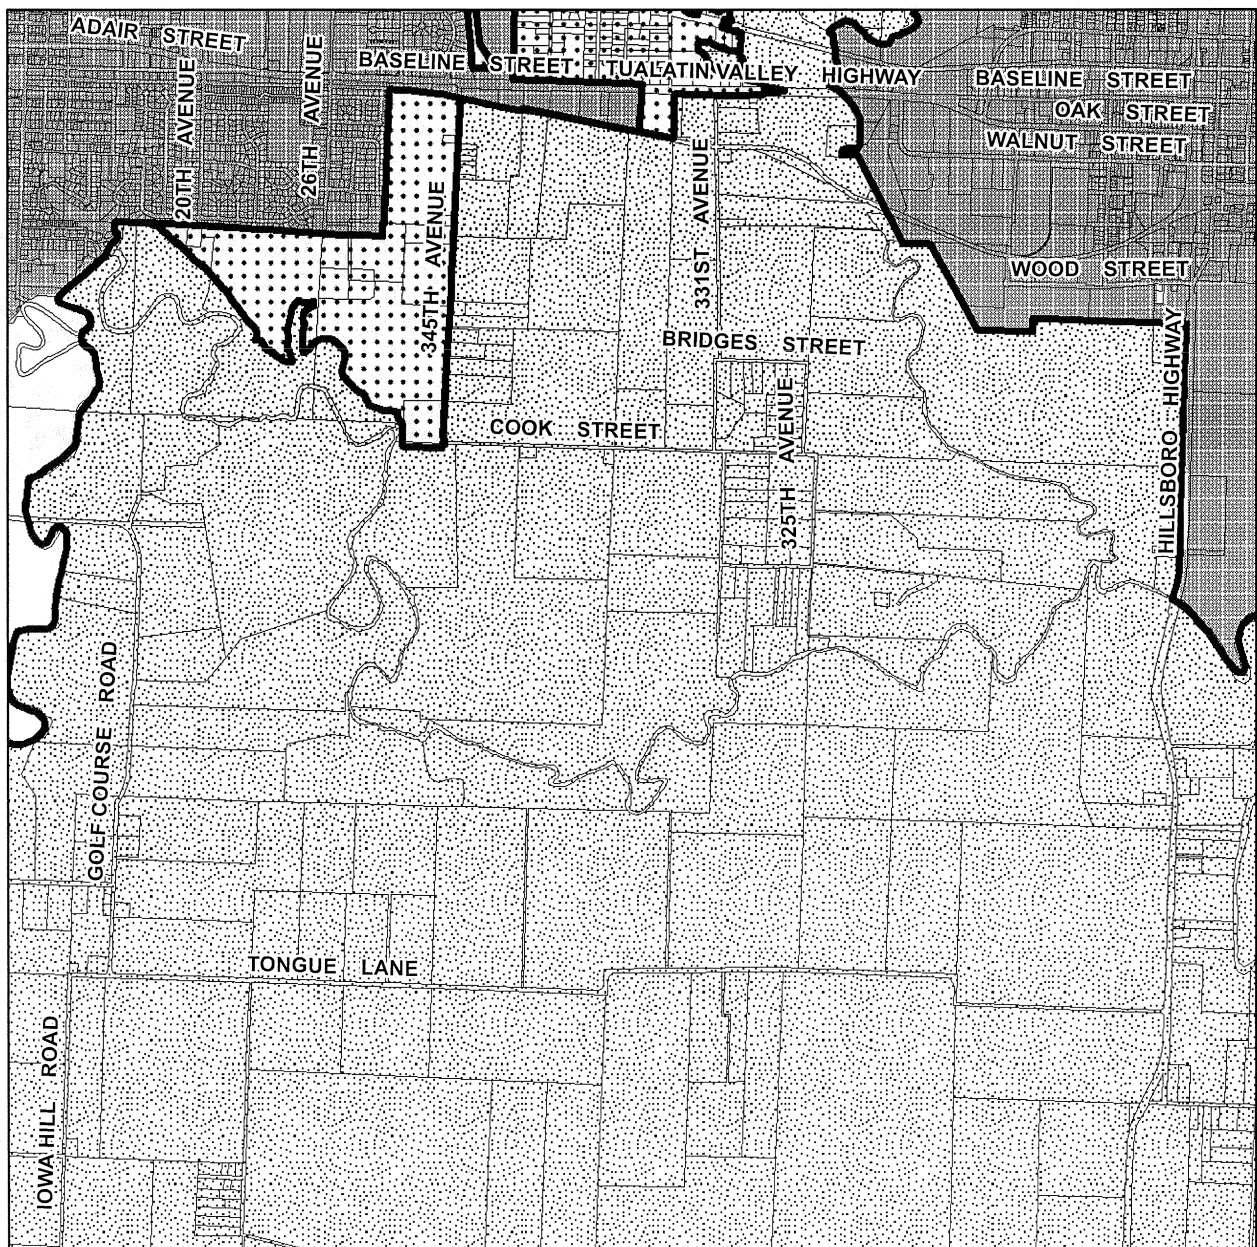 ADAIR STREET
20TH AVENUE
26TH AVENUE
BASELINE STREET
TUALATIN VALLEY HIGHWAY
BASELINE STREET
OAK STREET
WALNUT STREET
WOOD STREET
345TH AVENUE
331ST AVENUE
BRIDGES STREET
COOK STREET
325TH AVENUE
HILLSBORO HIGHWAY
GOLF COURSE ROAD
TONGUE LANE
IOWA HILL ROAD